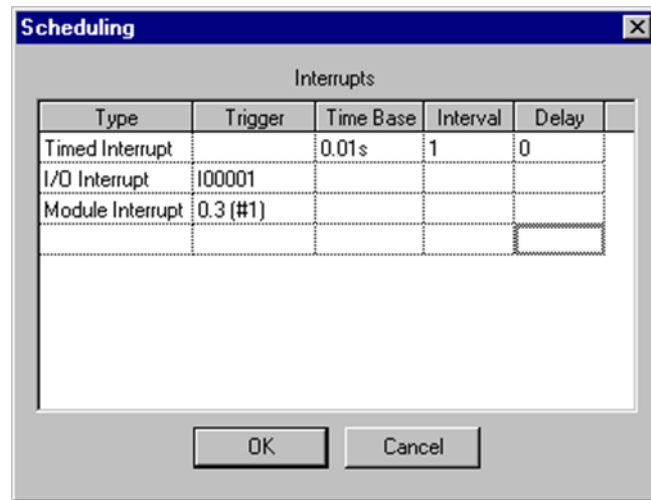 Scheduling
Interrupts
Type Trigger Time Base Interval Delay
Timed Interrupt 0.01s 1 0
I/O Interrupt I00001
Module Interrupt 0.3 (#1)
OK Cancel